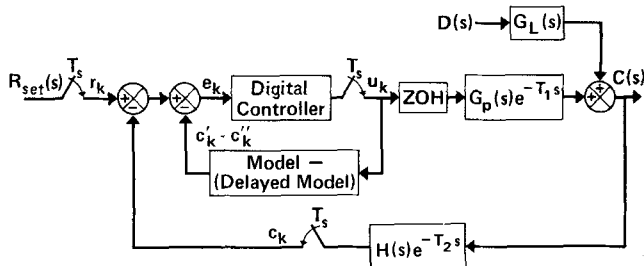 D(s)
G_L(s)
R_set(s)
T_s
r_k
+
-
+
-
e_k
Digital
Controller
T_s
u_k
ZOH
G_p(s)e^{-T_1 s}
+
+
C(s)
c'_k - c''_k
Model -
(Delayed Model)
c_k
T_s
H(s)e^{-T_2 s}